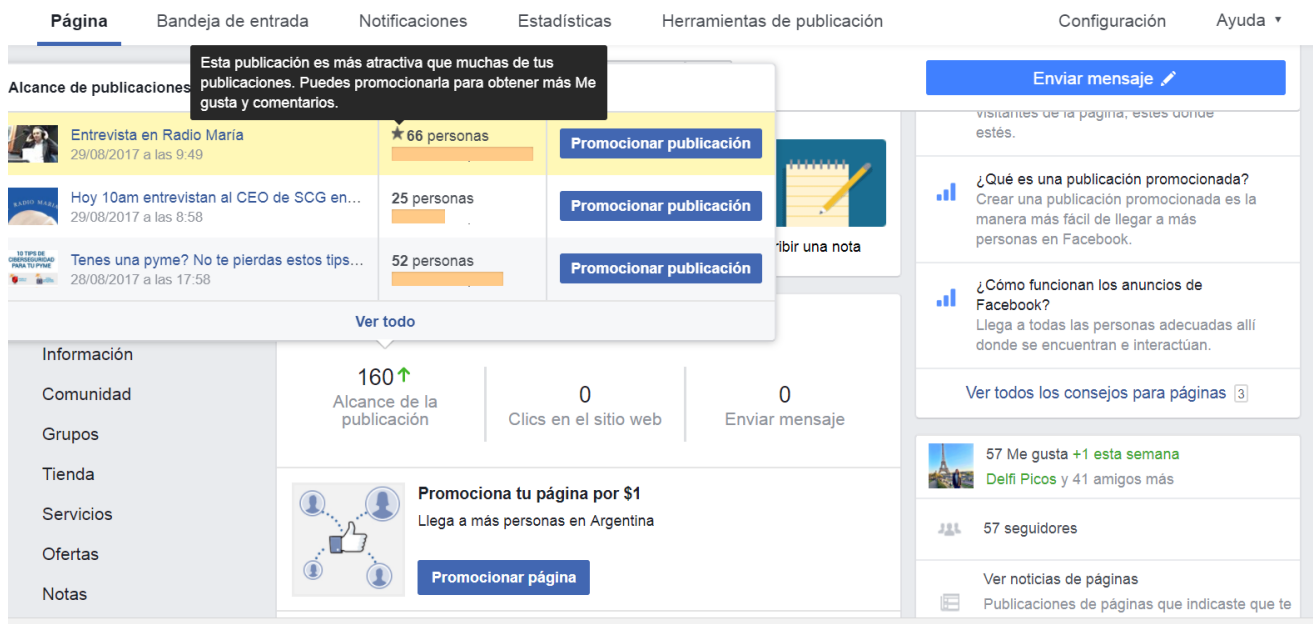 Página
Bandeja de entrada
Notificaciones
Estadísticas
Herramientas de publicación
Configuración
Ayuda
Esta publicación es más atractiva que muchas de tus
publicaciones. Puedes promocionarla para obtener más Me
gusta y comentarios.
Alcance de publicaciones
Entrevista en Radio María
29/08/2017 a las 9:49
66 personas
Promocionar publicación
RADIO MARIA
Hoy 10am entrevistan al CEO de SCG en...
29/08/2017 a las 8:58
25 personas
Promocionar publicación
10 TIPS DE
CIBERSEGURIDAD
PARA TU PYME
Tenes una pyme? No te pierdas estos tips...
28/08/2017 a las 17:58
52 personas
Promocionar publicación
Ver todo
ribir una nota
Información
Comunidad
Grupos
Tienda
Servicios
Ofertas
Notas
160
Alcance de la
publicación
0
Clics en el sitio web
0
Enviar mensaje
Promociona tu página por $1
Llega a más personas en Argentina
Promocionar página
Enviar mensaje
visitantes de la página, estés donde
estés.
¿Qué es una publicación promocionada?
Crear una publicación promocionada es la
manera más fácil de llegar a más
personas en Facebook.
¿Cómo funcionan los anuncios de
Facebook?
Llega a todas las personas adecuadas allí
donde se encuentran e interactúan.
Ver todos los consejos para páginas 3
57 Me gusta +1 esta semana
Delfi Picos y 41 amigos más
57 seguidores
Ver noticias de páginas
Publicaciones de páginas que indicaste que te